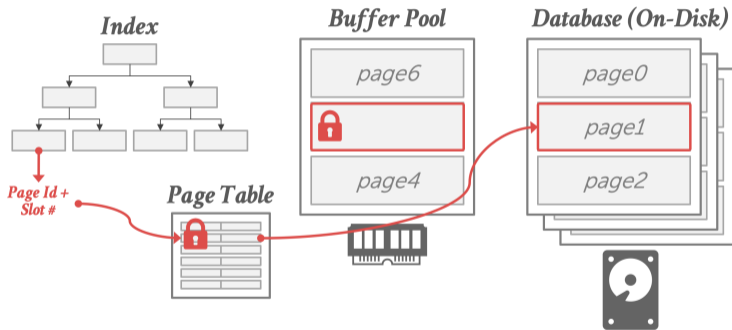 Index
Buffer Pool
Database (On-Disk)
page6
page0
page1
page4
page2
Page Id +
Slot #
Page Table